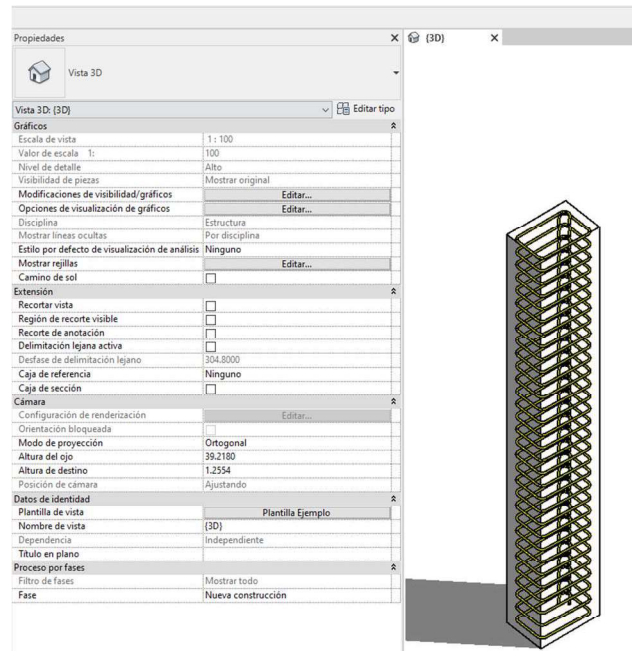 Propiedades
{3D}
Vista 3D
Vista 3D: {3D}
Editar tipo
Gráficos
Escala de vista 1 : 100
Valor de escala 1: 100
Nivel de detalle Alto
Visibilidad de piezas Mostrar original
Modificaciones de visibilidad/gráficos Editar...
Opciones de visualización de gráficos Editar...
Disciplina Estructura
Mostrar líneas ocultas Por disciplina
Estilo por defecto de visualización de análisis Ninguno
Mostrar rejillas Editar...
Camino de sol
Extensión
Recortar vista
Región de recorte visible
Recorte de anotación
Delimitación lejana activa
Desfase de delimitación lejano 304.8000
Caja de referencia Ninguno
Caja de sección
Cámara
Configuración de renderización Editar...
Orientación bloqueada
Modo de proyección Ortogonal
Altura del ojo 39.2180
Altura de destino 1.2554
Posición de cámara Ajustando
Datos de identidad
Plantilla de vista Plantilla Ejemplo
Nombre de vista {3D}
Dependencia Independiente
Título en plano
Proceso por fases
Filtro de fases Mostrar todo
Fase Nueva construcción